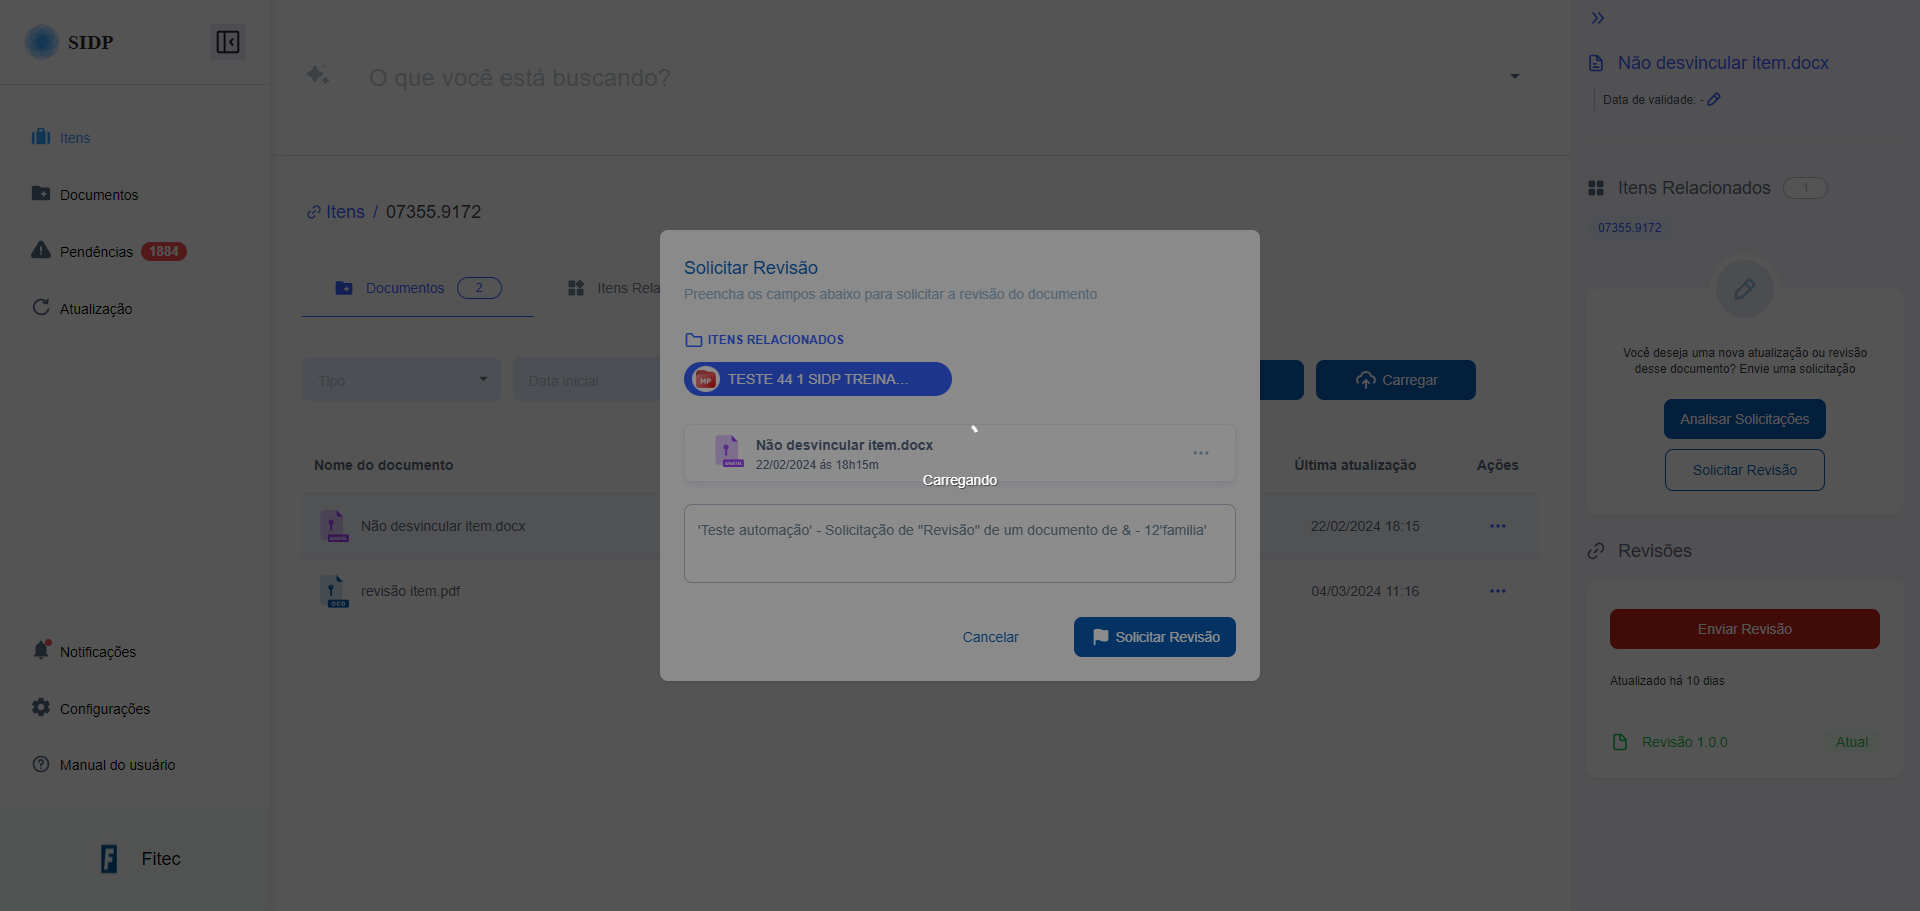 SIDP
Itens
Documentos
Pendências 1884
Atualização
Notificações
Configurações
Manual do usuário
Fitec
O que você está buscando?
Itens / 07355.9172
Documentos 2
Itens Rela
Tipo
Data inicial
Carregar
Nome do documento
Última atualização
Ações
Não desvincular item.docx
22/02/2024 18:15
revisão item.pdf
04/03/2024 11:16
Solicitar Revisão
Preencha os campos abaixo para solicitar a revisão do documento
ITENS RELACIONADOS
MP TESTE 44 1 SIDP TREINA...
Não desvincular item.docx
22/02/2024 ás 18h15m
Carregando
'Teste automação' - Solicitação de "Revisão" de um documento de & - 12'familia'
Cancelar
Solicitar Revisão
Não desvincular item.docx
Data de validade: -
Itens Relacionados 1
07355.9172
Você deseja uma nova atualização ou revisão
desse documento? Envie uma solicitação
Analisar Solicitações
Solicitar Revisão
Revisões
Enviar Revisão
Atualizado há 10 dias
Revisão 1.0.0
Atual